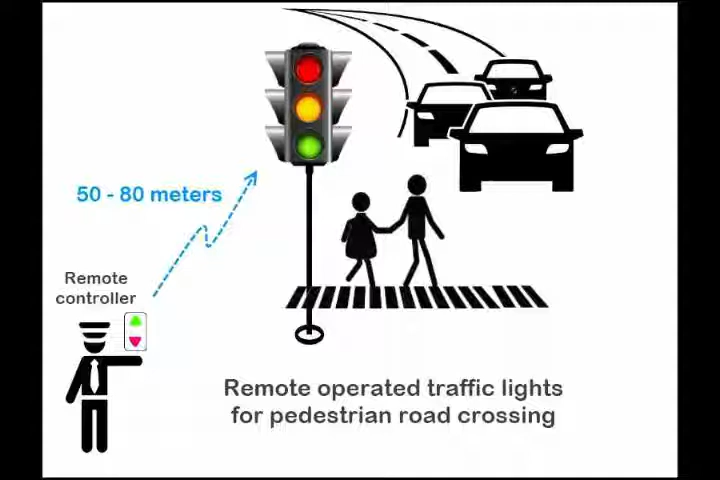 50 - 80 meters
Remote
controller
Remote operated traffic lights
for pedestrian road crossing